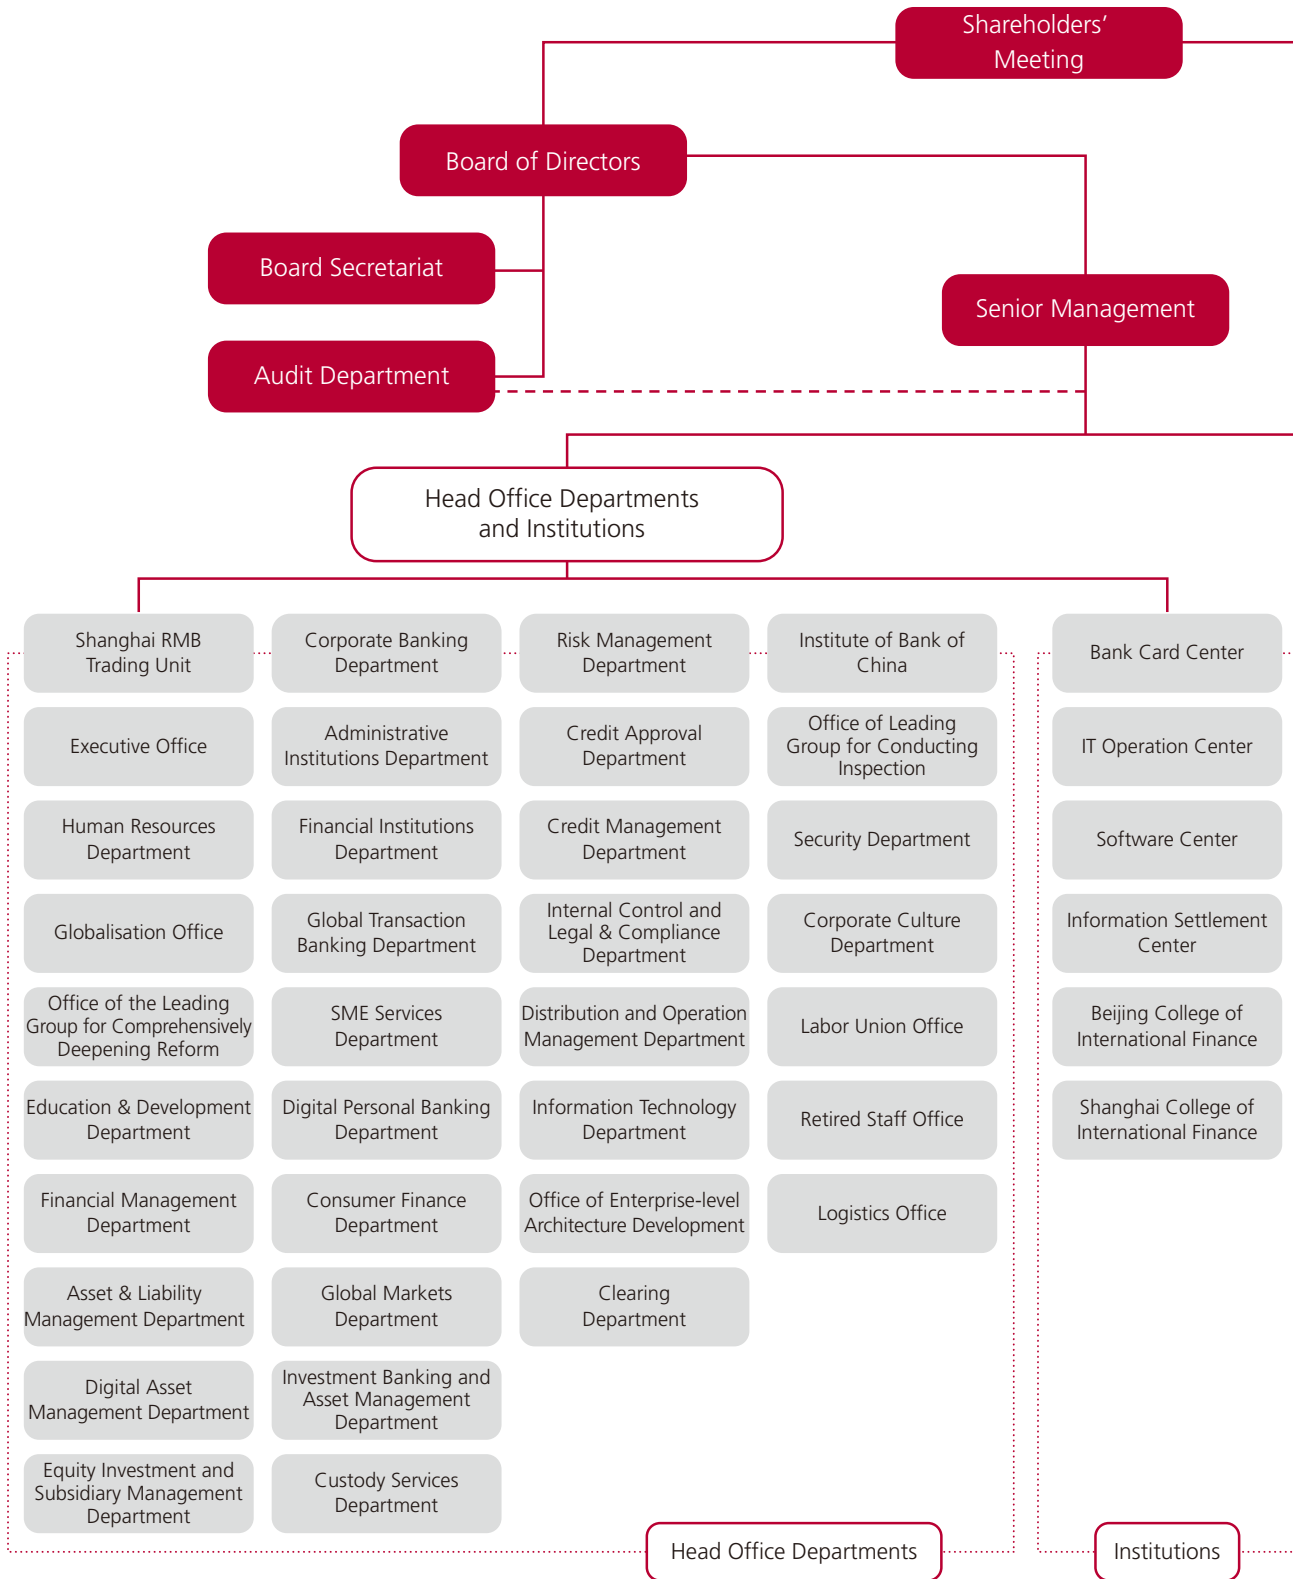 Shareholders’
Meeting
Board of Directors
Board Secretariat
Senior Management
Audit Department
Head Office Departments
and Institutions
Shanghai RMB
Trading Unit
Executive Office
Human Resources
Department
Globalisation Office
Office of the Leading
Group for Comprehensively
Deepening Reform
Education & Development
Department
Financial Management
Department
Asset & Liability
Management Department
Digital Asset
Management Department
Equity Investment and
Subsidiary Management
Department
Corporate Banking
Department
Administrative
Institutions Department
Financial Institutions
Department
Global Transaction
Banking Department
SME Services
Department
Digital Personal Banking
Department
Consumer Finance
Department
Global Markets
Department
Investment Banking and
Asset Management
Department
Custody Services
Department
Risk Management
Department
Credit Approval
Department
Credit Management
Department
Internal Control and
Legal & Compliance
Department
Distribution and Operation
Management Department
Information Technology
Department
Office of Enterprise-level
Architecture Development
Clearing
Department
Institute of Bank of
China
Office of Leading
Group for Conducting
Inspection
Security Department
Corporate Culture
Department
Labor Union Office
Retired Staff Office
Logistics Office
Head Office Departments
Bank Card Center
IT Operation Center
Software Center
Information Settlement
Center
Beijing College of
International Finance
Shanghai College of
International Finance
Institutions